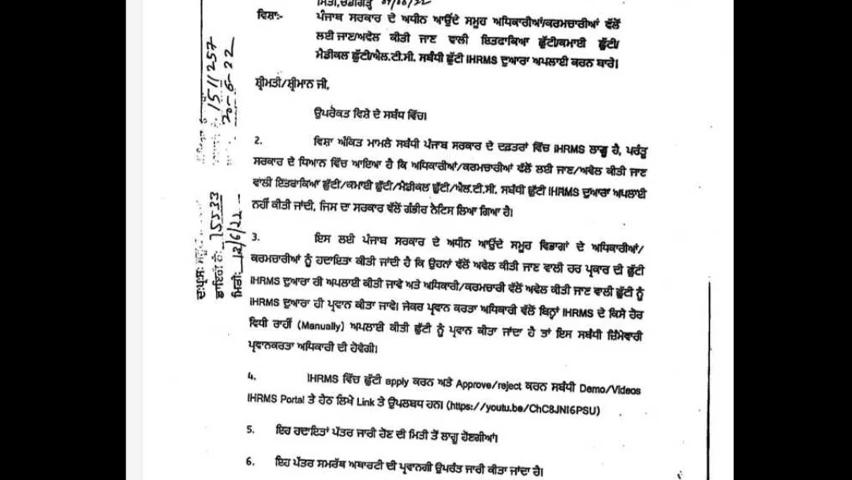 ਮਿਤੀ,ਚੰਡੀਗੜ੍ਹ
ਵਿਸ਼ਾ:- ਪੰਜਾਬ ਸਰਕਾਰ ਦੇ ਅਧੀਨ ਆਉਂਦੇ ਸਮੂਹ ਅਧਿਕਾਰੀਆਂ/ਕਰਮਚਾਰੀਆਂ ਵੱਲੋਂ
ਲਈ ਜਾਣ/ਅਵੇਲ ਕੀਤੀ ਜਾਣ ਵਾਲੀ ਇਤਫਾਕਿਆ ਛੁੱਟੀ/ਕਮਾਈ ਛੁੱਟੀ/
ਮੈਡੀਕਲ ਛੁੱਟੀ/ਐਲ.ਟੀ.ਸੀ. ਸਬੰਧੀ ਛੁੱਟੀ IHRMS ਦੁਆਰਾ ਅਪਲਾਈ ਕਰਨ ਬਾਰੇ।
ਸ਼੍ਰੀਮਤੀ/ਸ਼੍ਰੀਮਾਨ ਜੀ,
ਉਪਰੋਕਤ ਵਿਸ਼ੇ ਦੇ ਸਬੰਧ ਵਿੱਚ।
2. ਵਿਸ਼ਾ ਅੰਕਿਤ ਮਾਮਲੇ ਸਬੰਧੀ ਪੰਜਾਬ ਸਰਕਾਰ ਦੇ ਦਫ਼ਤਰਾਂ ਵਿੱਚ iHRMS ਲਾਗੂ ਹੈ, ਪਰੰਤੂ
ਸਰਕਾਰ ਦੇ ਧਿਆਨ ਵਿੱਚ ਆਇਆ ਹੈ ਕਿ ਅਧਿਕਾਰੀਆਂ/ਕਰਮਚਾਰੀਆਂ ਵੱਲੋਂ ਲਈ ਜਾਣ/ਅਵੇਲ ਕੀਤੀ ਜਾਣ
ਵਾਲੀ ਇਤਫਾਕਿਆ ਛੁੱਟੀ/ਕਮਾਈ ਛੁੱਟੀ/ਮੈਡੀਕਲ ਛੁੱਟੀ/ਐਲ.ਟੀ.ਸੀ. ਸਬੰਧੀ ਛੁੱਟੀ IHRMS ਦੁਆਰਾ ਅਪਲਾਈ
ਨਹੀਂ ਕੀਤੀ ਜਾਂਦੀ, ਜਿਸ ਦਾ ਸਰਕਾਰ ਵੱਲੋਂ ਗੰਭੀਰ ਨੋਟਿਸ ਲਿਆ ਗਿਆ ਹੈ।
3. ਇਸ ਲਈ ਪੰਜਾਬ ਸਰਕਾਰ ਦੇ ਅਧੀਨ ਆਉਂਦੇ ਸਮੂਹ ਵਿਭਾਗਾਂ ਦੇ ਅਧਿਕਾਰੀਆਂ/
ਕਰਮਚਾਰੀਆਂ ਨੂੰ ਹਦਾਇਤ ਕੀਤੀ ਜਾਂਦੀ ਹੈ ਕਿ ਉਹਨਾਂ ਵੱਲੋਂ ਅਵੇਲ ਕੀਤੀ ਜਾਣ ਵਾਲੀ ਹਰ ਪ੍ਰਕਾਰ ਦੀ ਛੁੱਟੀ
IHRMS ਦੁਆਰਾ ਹੀ ਅਪਲਾਈ ਕੀਤੀ ਜਾਵੇ ਅਤੇ ਅਧਿਕਾਰੀ/ਕਰਮਚਾਰੀ ਵੱਲੋਂ ਅਵੇਲ ਕੀਤੀ ਜਾਣ ਵਾਲੀ ਛੁੱਟੀ ਨੂੰ
iHRMS ਦੁਆਰਾ ਹੀ ਪ੍ਰਵਾਨ ਕੀਤਾ ਜਾਵੇ। ਜੇਕਰ ਪ੍ਰਵਾਨ ਕਰਤਾ ਅਧਿਕਾਰੀ ਵੱਲੋਂ ਬਿਨ੍ਹਾਂ IHRMS ਦੇ ਕਿਸੇ ਹੋਰ
ਵਿਧੀ ਰਾਹੀਂ (Manually) ਅਪਲਾਈ ਕੀਤੀ ਛੁੱਟੀ ਨੂੰ ਪ੍ਰਵਾਨ ਕੀਤਾ ਜਾਂਦਾ ਹੈ ਤਾਂ ਇਸ ਸਬੰਧੀ ਜ਼ਿੰਮੇਵਾਰੀ
ਪ੍ਰਵਾਨਕਰਤਾ ਅਧਿਕਾਰੀ ਦੀ ਹੋਵੇਗੀ।
4. IHRMS ਵਿੱਚ ਛੁੱਟੀ apply ਕਰਨ ਅਤੇ Approve/reject ਕਰਨ ਸਬੰਧੀ Demo/Videos
IHRMS Portal ਤੇ ਹੇਠ ਲਿਖੇ Link ਤੇ ਉਪਲਬਧ ਹਨ। (https://youtu.be/ChC8JNI6PSU)
5. ਇਹ ਹਦਾਇਤਾਂ ਪੱਤਰ ਜਾਰੀ ਹੋਣ ਦੀ ਮਿਤੀ ਤੋਂ ਲਾਗੂ ਹੋਣਗੀਆਂ।
6. ਇਹ ਪੱਤਰ ਸਮਰੱਥ ਅਥਾਰਟੀ ਦੀ ਪ੍ਰਵਾਨਗੀ ਉਪਰੰਤ ਜਾਰੀ ਕੀਤਾ ਜਾਂਦਾ ਹੈ।
1511257
20-6-22
75533